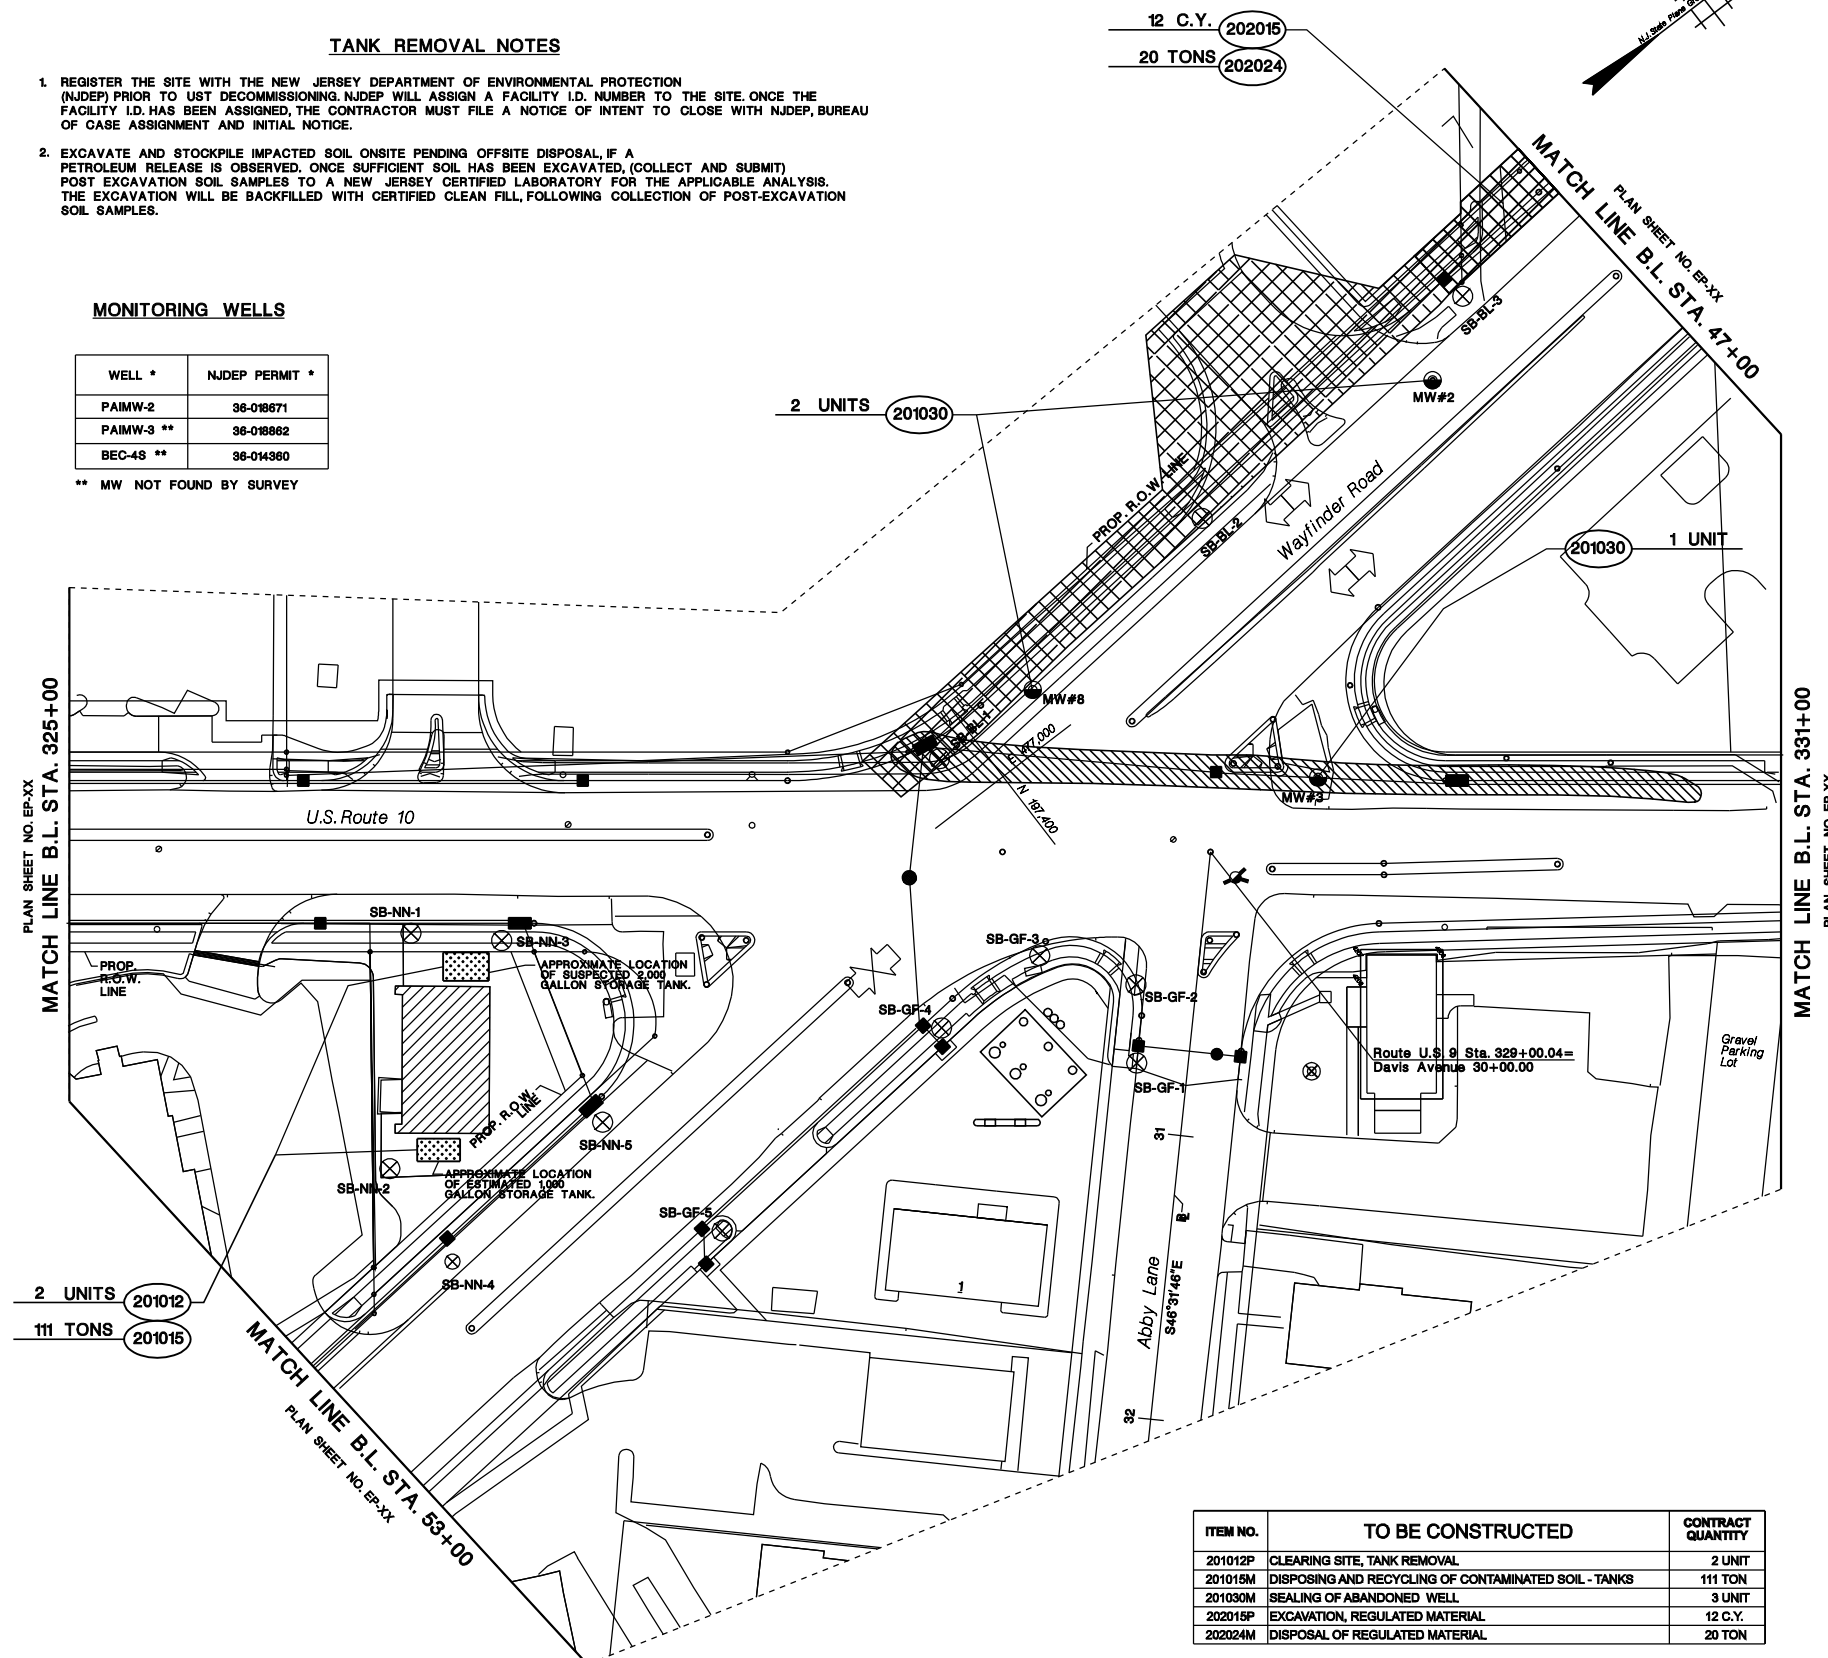 TANK REMOVAL NOTES
1. REGISTER THE SITE WITH THE NEW JERSEY DEPARTMENT OF ENVIRONMENTAL PROTECTION
(NJDEP) PRIOR TO UST DECOMMISSIONING. NJDEP WILL ASSIGN A FACILITY I.D. NUMBER TO THE SITE. ONCE THE
FACILITY I.D. HAS BEEN ASSIGNED, THE CONTRACTOR MUST FILE A NOTICE OF INTENT TO CLOSE WITH NJDEP, BUREAU
OF CASE ASSIGNMENT AND INITIAL NOTICE.
2. EXCAVATE AND STOCKPILE IMPACTED SOIL ONSITE PENDING OFFSITE DISPOSAL, IF A
PETROLEUM RELEASE IS OBSERVED. ONCE SUFFICIENT SOIL HAS BEEN EXCAVATED, (COLLECT AND SUBMIT)
POST EXCAVATION SOIL SAMPLES TO A NEW JERSEY CERTIFIED LABORATORY FOR THE APPLICABLE ANALYSIS.
THE EXCAVATION WILL BE BACKFILLED WITH CERTIFIED CLEAN FILL, FOLLOWING COLLECTION OF POST-EXCAVATION
SOIL SAMPLES.
12 C.Y. 202015
20 TONS 202024
N.J. State Plane
MATCH LINE B.L. STA. 47+00
PLAN SHEET NO. EP-XX
MONITORING WELLS
WELL * NJDEP PERMIT *
PAIMW-2 36-018671
PAIMW-3 ** 36-018862
BEC-4S ** 36-014360
** MW NOT FOUND BY SURVEY
2 UNITS 201030
SB-BL-3
MW#2
PROP. R.O.W. LINE
SB-BL-2
Wayfinder Road
201030 1 UNIT
MW#8
SB-BL-1
477,000
N 197,400
MW#3
U.S. Route 10
MATCH LINE B.L. STA. 325+00
PLAN SHEET NO. EP-XX
MATCH LINE B.L. STA. 331+00
PLAN SHEET NO. EP-XX
SB-NN-1
SB-NN-3
PROP.
R.O.W.
LINE
APPROXIMATE LOCATION
OF SUSPECTED 2,000
GALLON STORAGE TANK.
SB-GF-3
SB-GF-2
SB-GF-4
SB-GF-1
Route U.S. 9 Sta. 329+00.04=
Davis Avenue 30+00.00
Gravel
Parking
Lot
PROP. R.O.W.
LINE
SB-NN-5
31
APPROXIMATE LOCATION
OF ESTIMATED 1,000
GALLON STORAGE TANK.
SB-NN-2
SB-GF-5
SB-NN-4
1
Abby Lane
S46°31'46"E
32
2 UNITS 201012
111 TONS 201015
MATCH LINE B.L. STA. 53+00
PLAN SHEET NO. EP-XX
ITEM NO. TO BE CONSTRUCTED CONTRACT QUANTITY
201012P CLEARING SITE, TANK REMOVAL 2 UNIT
201015M DISPOSING AND RECYCLING OF CONTAMINATED SOIL - TANKS 111 TON
201030M SEALING OF ABANDONED WELL 3 UNIT
202015P EXCAVATION, REGULATED MATERIAL 12 C.Y.
202024M DISPOSAL OF REGULATED MATERIAL 20 TON